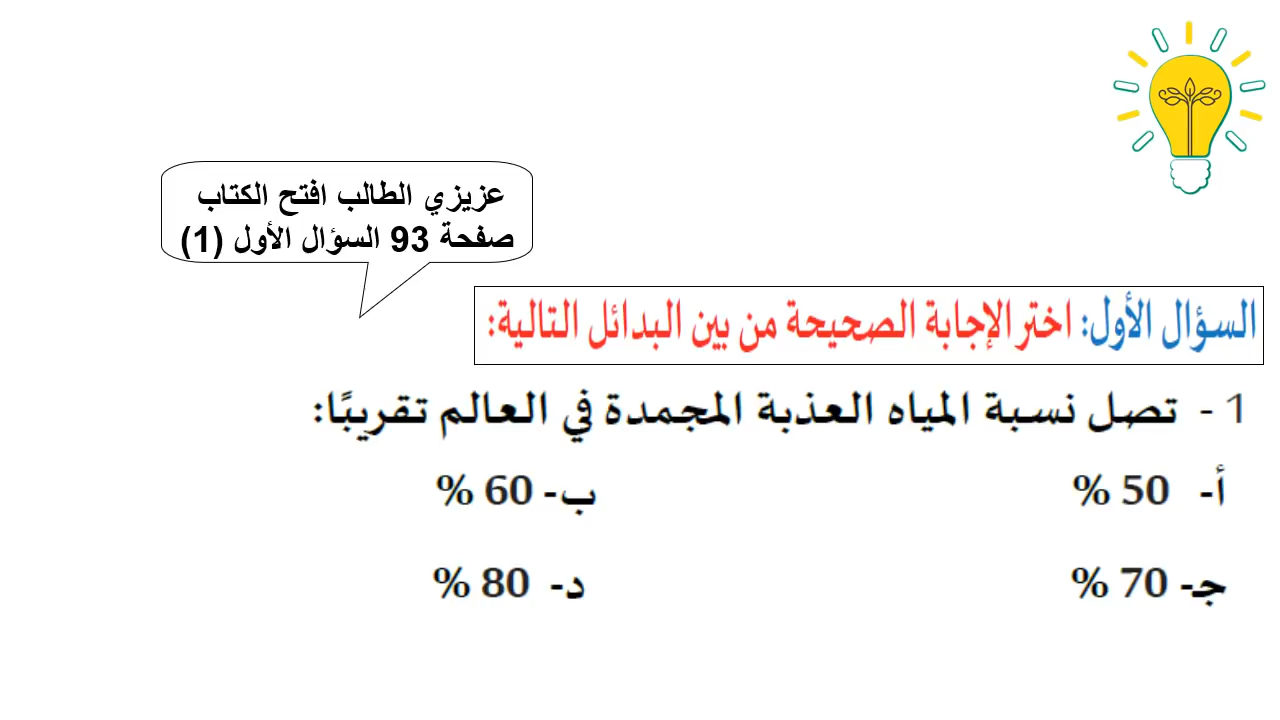 عزيزي الطالب افتح الكتاب
صفحة 93 السؤال الأول (1)
السؤال الأول: اختر الإجابة الصحيحة من بين البدائل التالية:
1 - تصل نسبة المياه العذبة المجمدة في العالم تقريبًا:
أ- 50 %
ب- 60 %
جـ- 70 %
د- 80 %